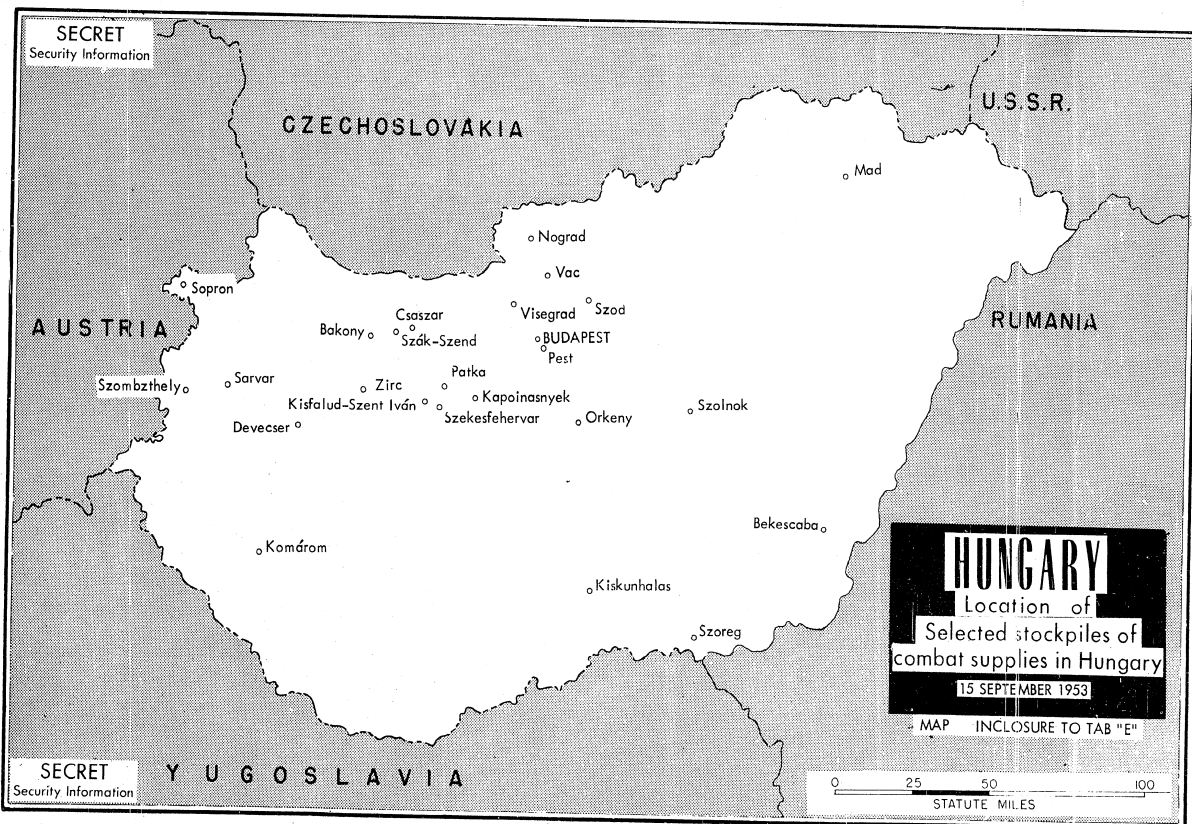 SECRET
Security Information
CZECHOSLOVAKIA
U.S.S.R.
Mad
Nograd
Vac
Sopron
Visegrad
Szod
AUSTRIA
RUMANIA
Csaszar
Bakony
Szák-Szend
BUDAPEST
Pest
Patka
Szombzthely
Sarvar
Zirc
Kapoinasnyek
Kisfalud-Szent Iván
Szekesfehervar
Orkeny
Szolnok
Devecser
Bekescaba
Komárom
Kiskunhalas
Szoreg
HUNGARY
Location of
Selected stockpiles of
combat supplies in Hungary
15 SEPTEMBER 1953
MAP INCLOSURE TO TAB "E"
SECRET
Security Information
YUGOSLAVIA
0 25 50 100
STATUTE MILES